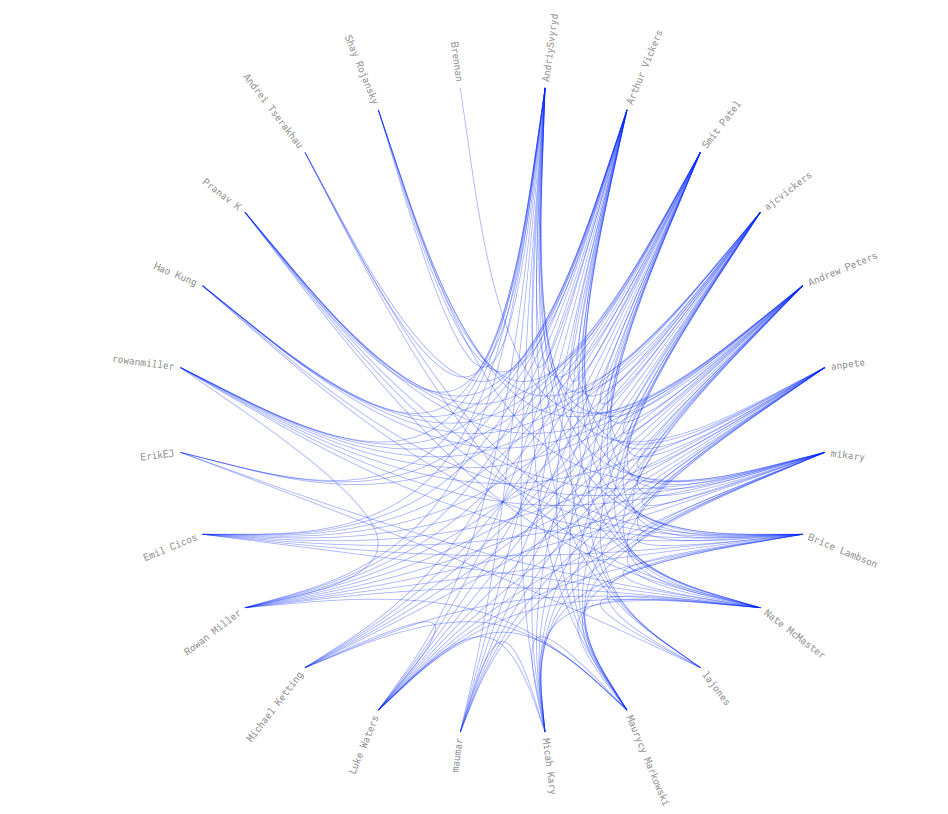 AndriySvyryd
Arthur Vickers
Smit Patel
ajcvickers
Andrew Peters
anpete
mikary
Brice Lambson
Nate McMaster
lajones
Maurycy Markowski
Micah Kary
maumar
Luke Waters
Michael Ketting
Rowan Miller
Emil Cicos
ErikEJ
rowanmiller
Hao Kung
Pranav K
Andrei Tserakhau
Shay Rojansky
Brennan